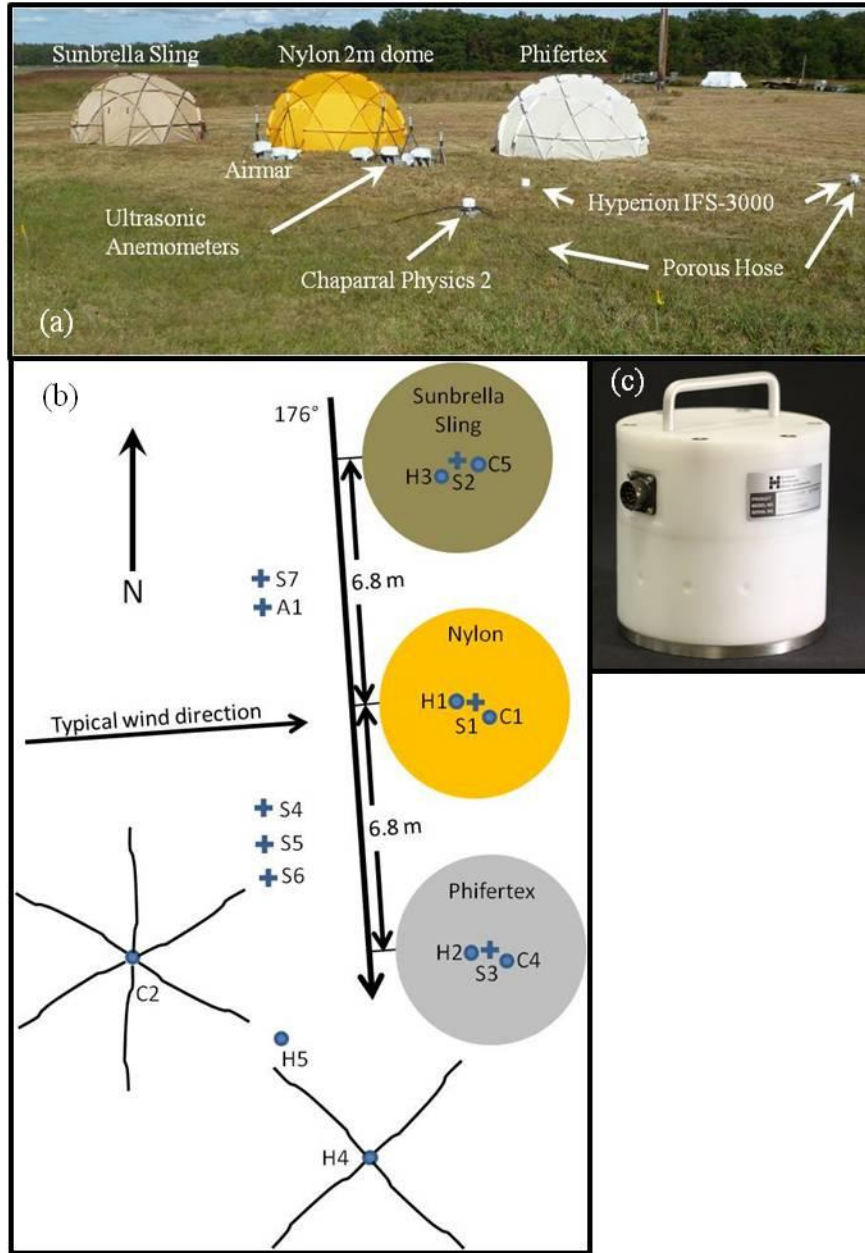 Sunbrella Sling
Nylon 2m dome
Phifertex
Airmar
Ultrasonic
Anemometers
Hyperion IFS-3000
Chaparral Physics 2
Porous Hose
(a)
(b)
176°
Sunbrella
Sling
H3
S2
C5
N
S7
A1
6.8 m
Nylon
H1
S1
C1
Typical wind direction
S4
S5
S6
6.8 m
Phifertex
H2
S3
C4
C2
H5
H4
(c)
H